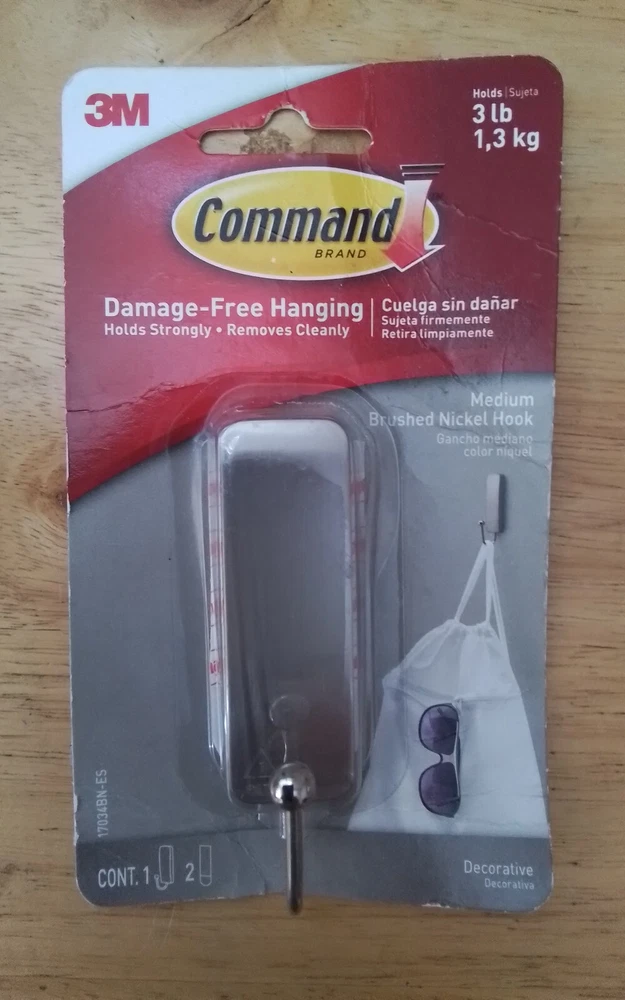 3M
Holds | Sujeta
3 lb
1,3 kg
Command
BRAND
Damage-Free Hanging
Holds Strongly • Removes Cleanly
Cuelga sin dañar
Sujeta firmemente
Retira limpiamente
Medium
Brushed Nickel Hook
Gancho mediano
color níquel
17034BN-ES
CONT. 1 2
Decorative
Decorativa